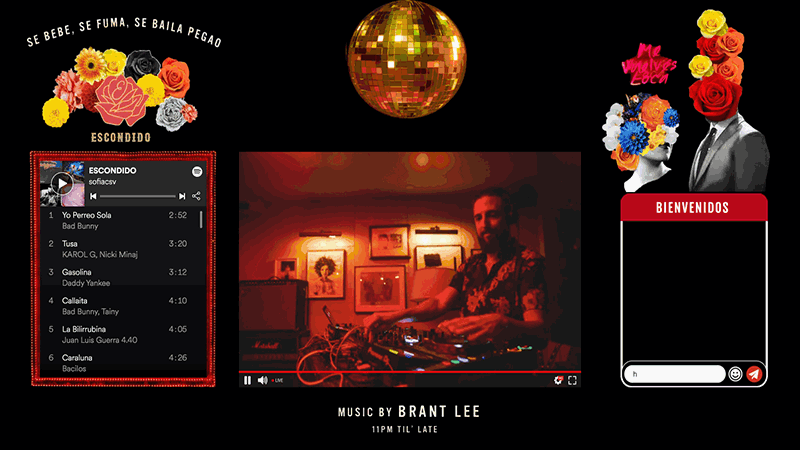 SE BEBE, SE FUMA, SE BAILA PEGAO
ESCONDIDO
ESCONDIDO
sofiacsv
1 Yo Perreo Sola 2:52
Bad Bunny
2 Tusa 3:20
KAROL G, Nicki Minaj
3 Gasolina 3:12
Daddy Yankee
4 Callaita 4:10
Bad Bunny, Tainy
5 La Bilirrubina 4:05
Juan Luis Guerra 4.40
6 Caraluna 4:26
Bacilos
Marshall
LIVE
MUSIC BY BRANT LEE
11PM TIL' LATE
Me
Vuelves
Loca
BIENVENIDOS
h